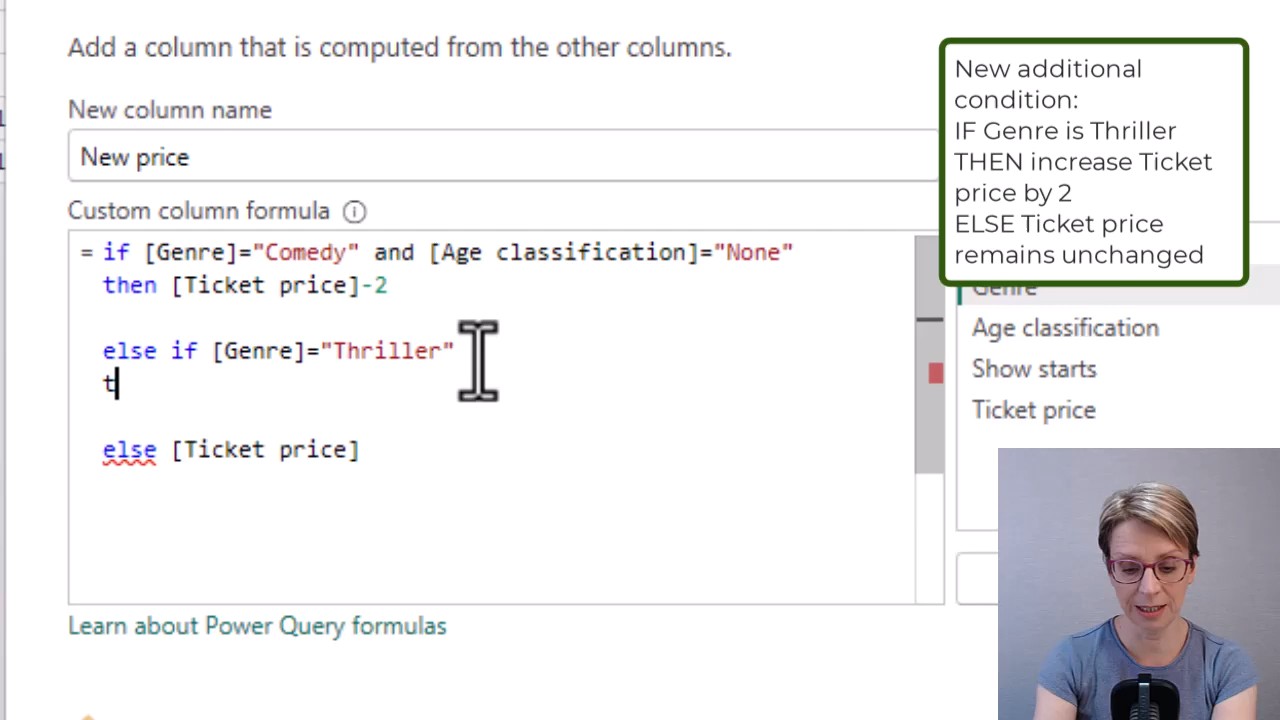 Add a column that is computed from the other columns.
New column name
New price
Custom column formula
= if [Genre]="Comedy" and [Age classification]="None"
then [Ticket price]-2
else if [Genre]="Thriller"
t
else [Ticket price]
Learn about Power Query formulas
New additional
condition:
IF Genre is Thriller
THEN increase Ticket
price by 2
ELSE Ticket price
remains unchanged
Genre
Age classification
Show starts
Ticket price